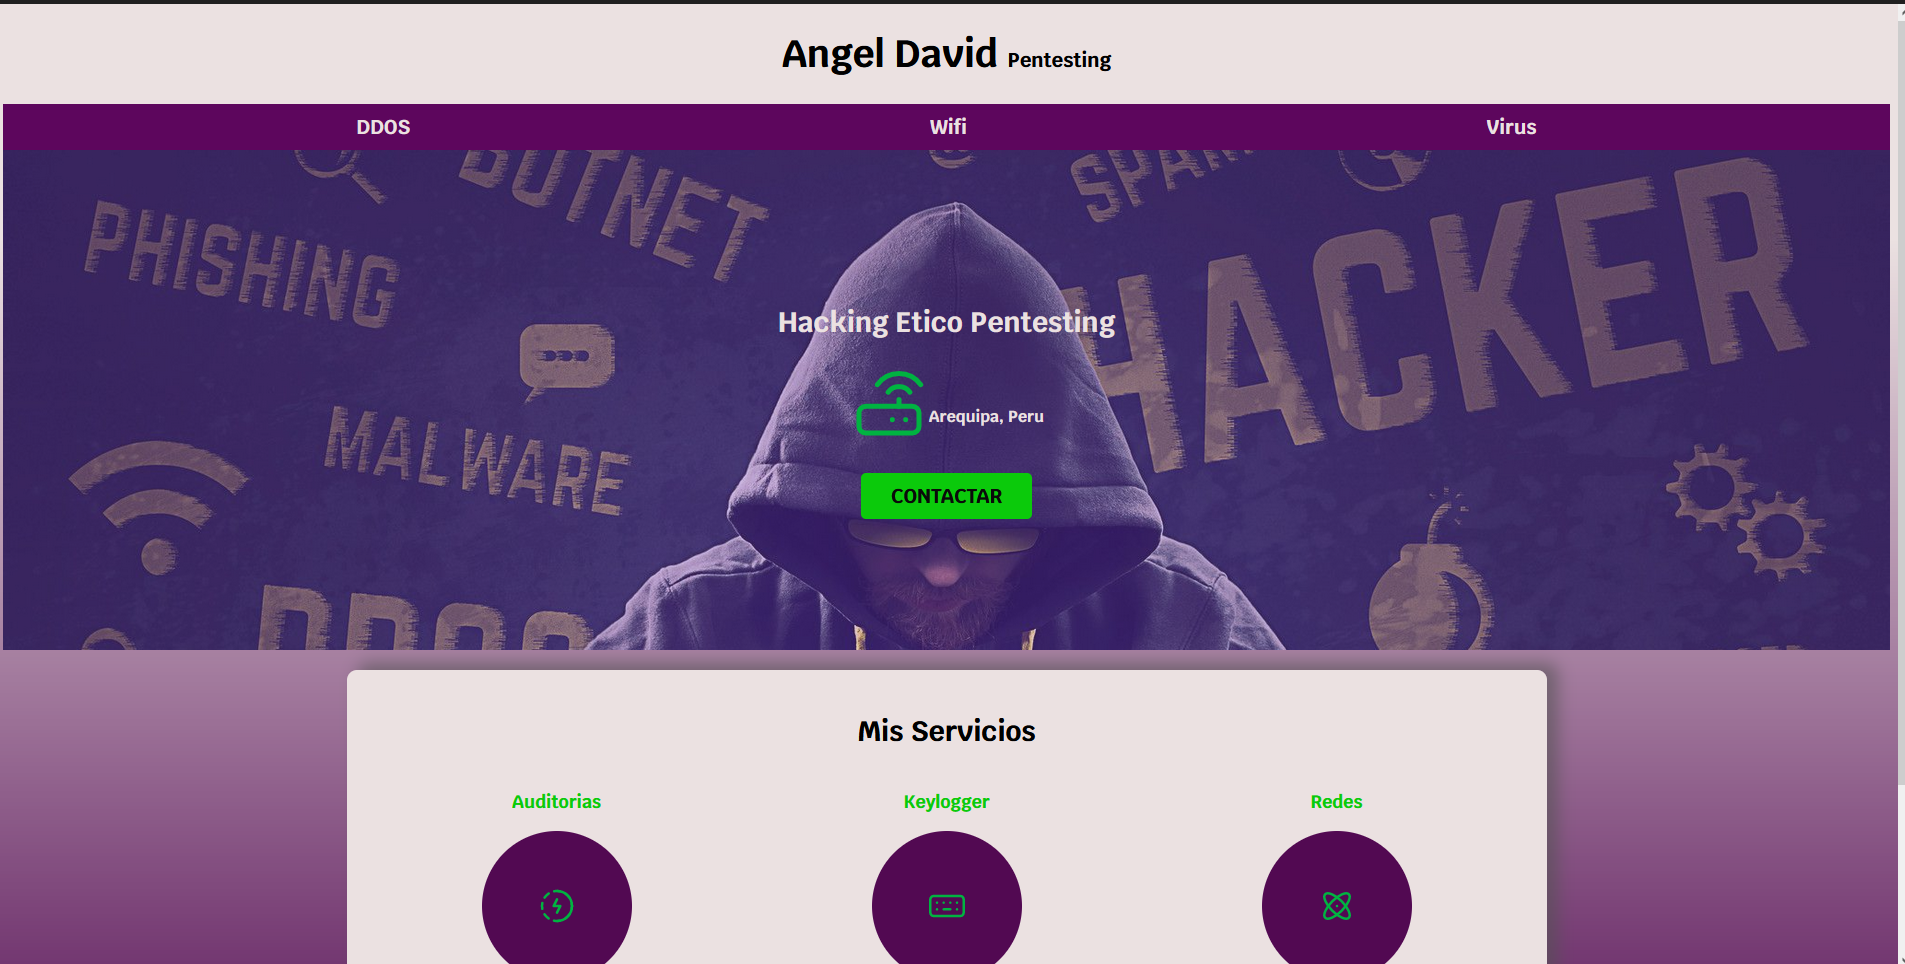 Angel David Pentesting
DDOS Wifi Virus
BOTNET
SPAM
PHISHING
HACKER
Hacking Etico Pentesting
Arequipa, Peru
MALWARE
CONTACTAR
DDOS
Mis Servicios
Auditorias Keylogger Redes